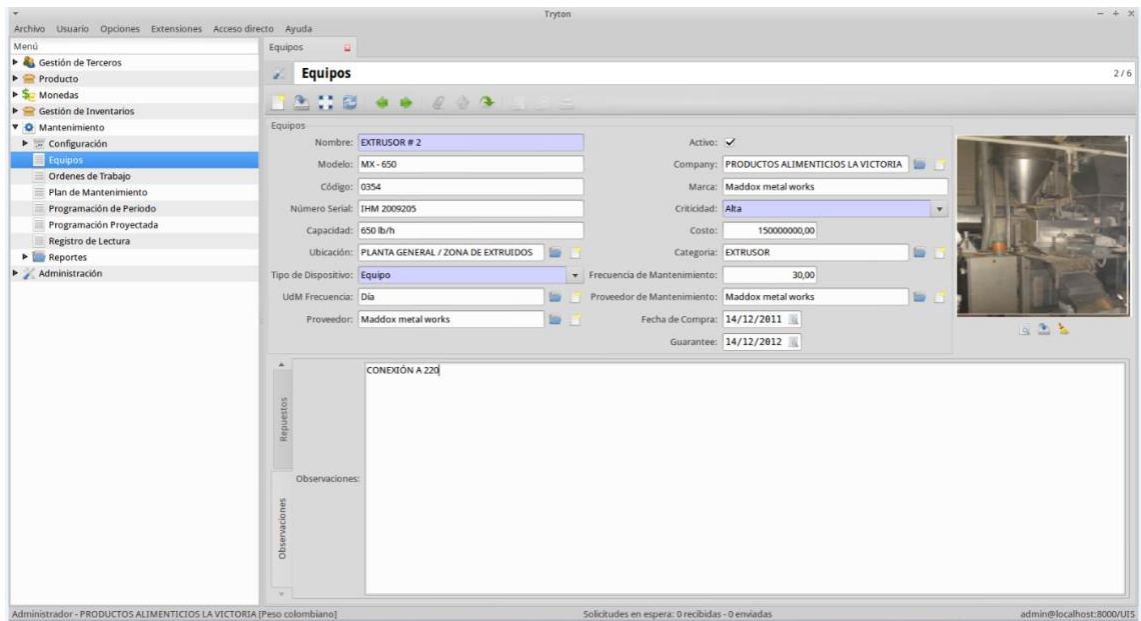 Tryton
Archivo Usuario Opciones Extensiones Acceso directo Ayuda
Menú
Gestión de Terceros
Producto
Monedas
Gestión de Inventarios
Mantenimiento
Configuración
Equipos
Ordenes de Trabajo
Plan de Mantenimiento
Programación de Periodo
Programación Proyectada
Registro de Lectura
Reportes
Administración
Equipos
Equipos 2/6
Equipos
Nombre: EXTRUSOR # 2 Activo:
Modelo: MX - 650 Company: PRODUCTOS ALIMENTICIOS LA VICTORIA
Código: 0354 Marca: Maddox metal works
Número Serial: IHM 2009205 Criticidad: Alta
Capacidad: 650 lb/h Costo: 150000000,00
Ubicación: PLANTA GENERAL / ZONA DE EXTRUIDOS Categoria: EXTRUSOR
Tipo de Dispositivo: Equipo Frecuencia de Mantenimiento: 30,00
UdM Frecuencia: Día Proveedor de Mantenimiento: Maddox metal works
Proveedor: Maddox metal works Fecha de Compra: 14/12/2011
Guarantee: 14/12/2012
Repuestos
Observaciones
Observaciones: CONEXIÓN A 220
Administrador - PRODUCTOS ALIMENTICIOS LA VICTORIA [Peso colombiano] Solicitudes en espera: 0 recibidas - 0 enviadas admin@localhost:8000/UIS